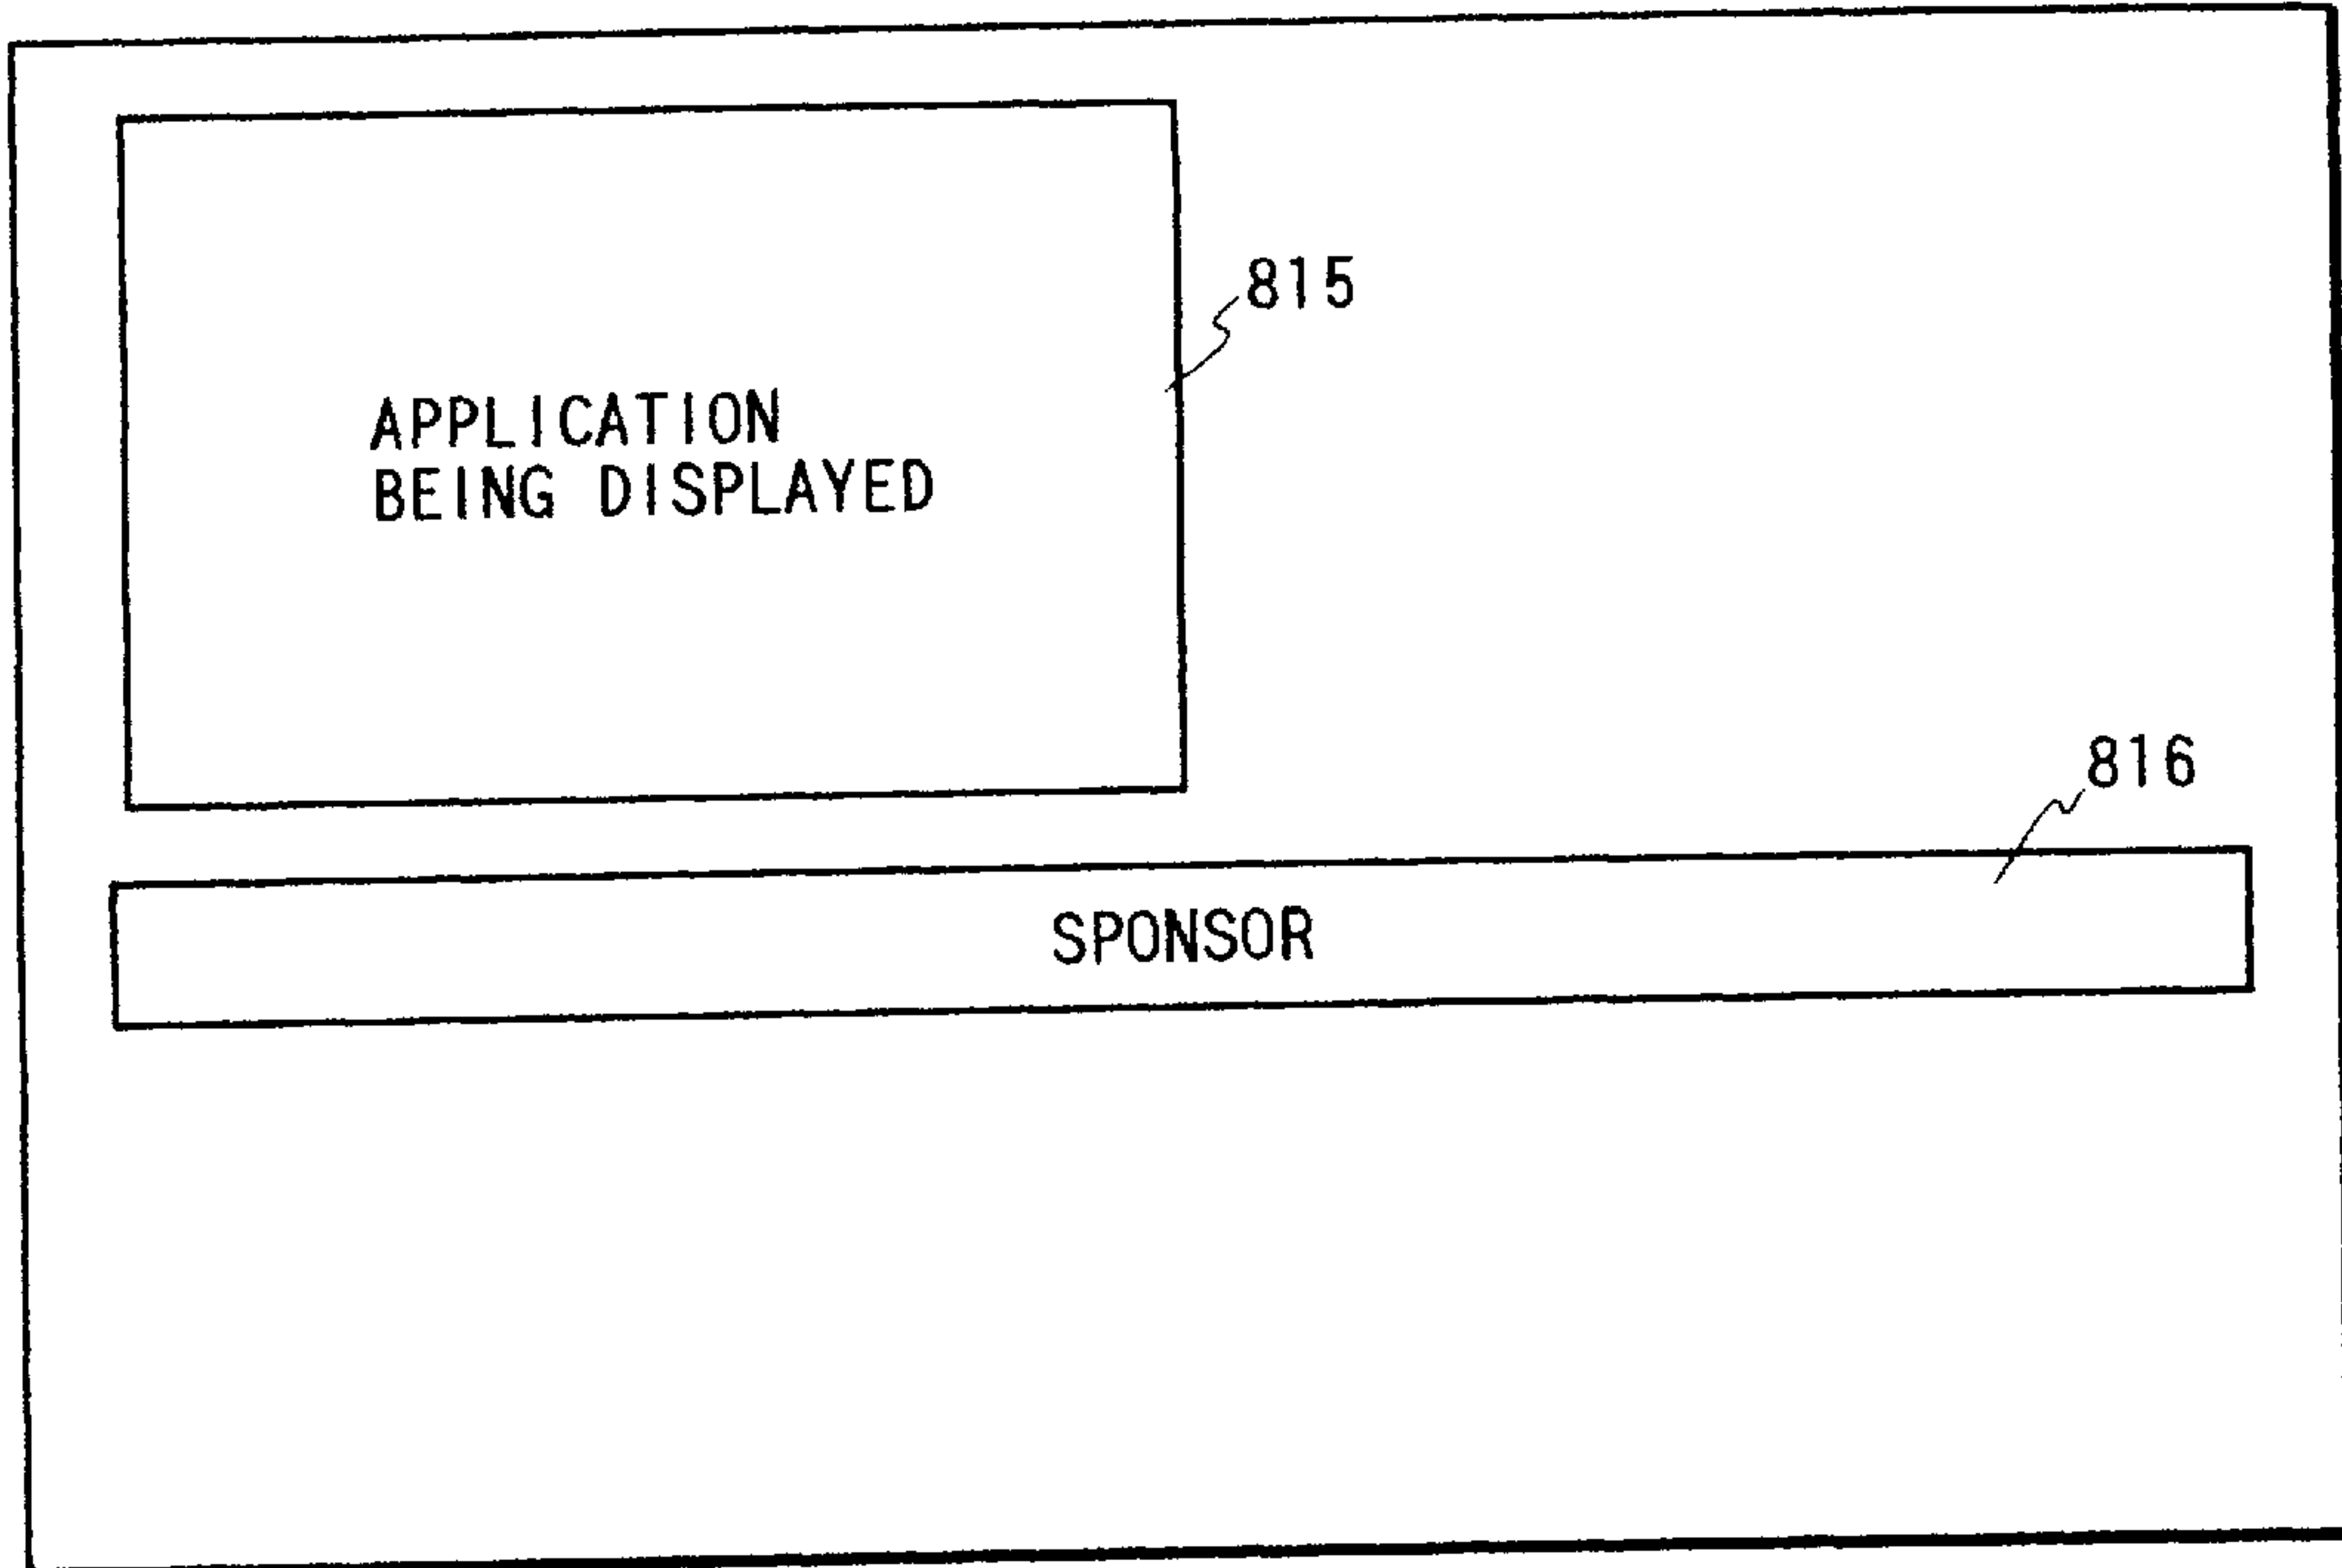 815
APPLICATION
BEING DISPLAYED
816
SPONSOR